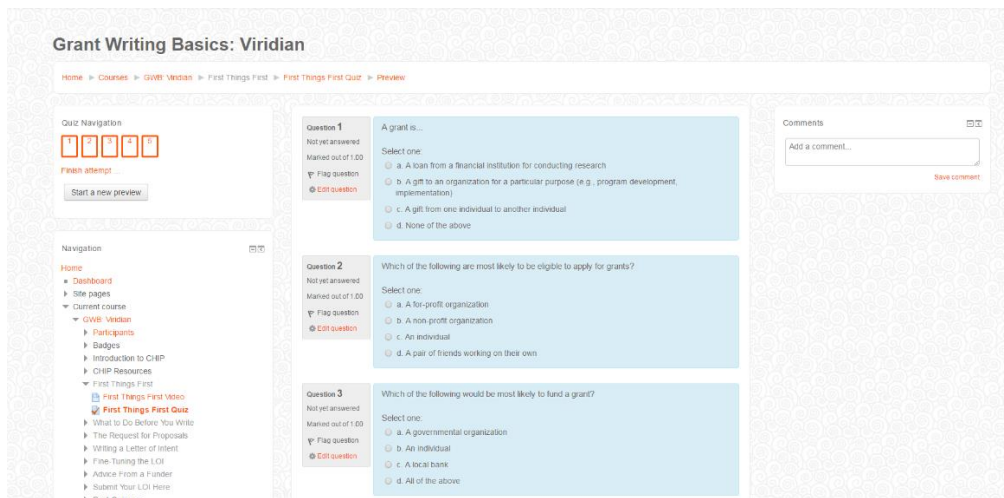 Grant Writing Basics: Viridian
Home ► Courses ► GWB: Viridian ► First Things First ► First Things First Quiz ► Preview
Quiz Navigation
1 2 3 4 5
Finish attempt ...
Start a new preview
Navigation
Home
Dashboard
Site pages
Current course
GWB: Viridian
Participants
Badges
Introduction to CHIP
CHIP Resources
First Things First
First Things First Video
First Things First Quiz
What to Do Before You Write
The Request for Proposals
Writing a Letter of Intent
Fine-Tuning the LOI
Advice From a Funder
Submit Your LOI Here
Question 1
Not yet answered
Marked out of 1.00
Flag question
Edit question
A grant is...
Select one:
a. A loan from a financial institution for conducting research
b. A gift to an organization for a particular purpose (e.g., program development,
implementation)
c. A gift from one individual to another individual
d. None of the above
Question 2
Not yet answered
Marked out of 1.00
Flag question
Edit question
Which of the following are most likely to be eligible to apply for grants?
Select one:
a. A for-profit organization
b. A non-profit organization
c. An individual
d. A pair of friends working on their own
Question 3
Not yet answered
Marked out of 1.00
Flag question
Edit question
Which of the following would be most likely to fund a grant?
Select one:
a. A governmental organization
b. An individual
c. A local bank
d. All of the above
Comments
Add a comment...
Save comment